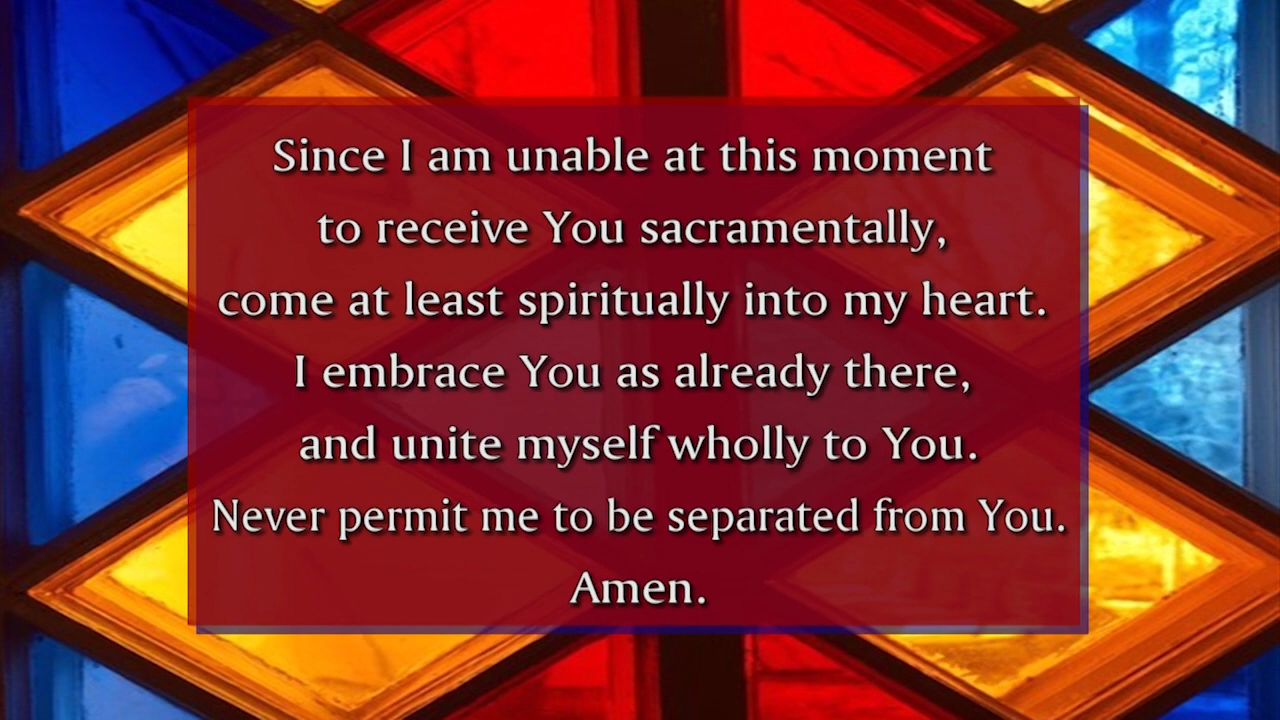 Since I am unable at this moment
to receive You sacramentally,
come at least spiritually into my heart.
I embrace You as already there,
and unite myself wholly to You.
Never permit me to be separated from You.
Amen.